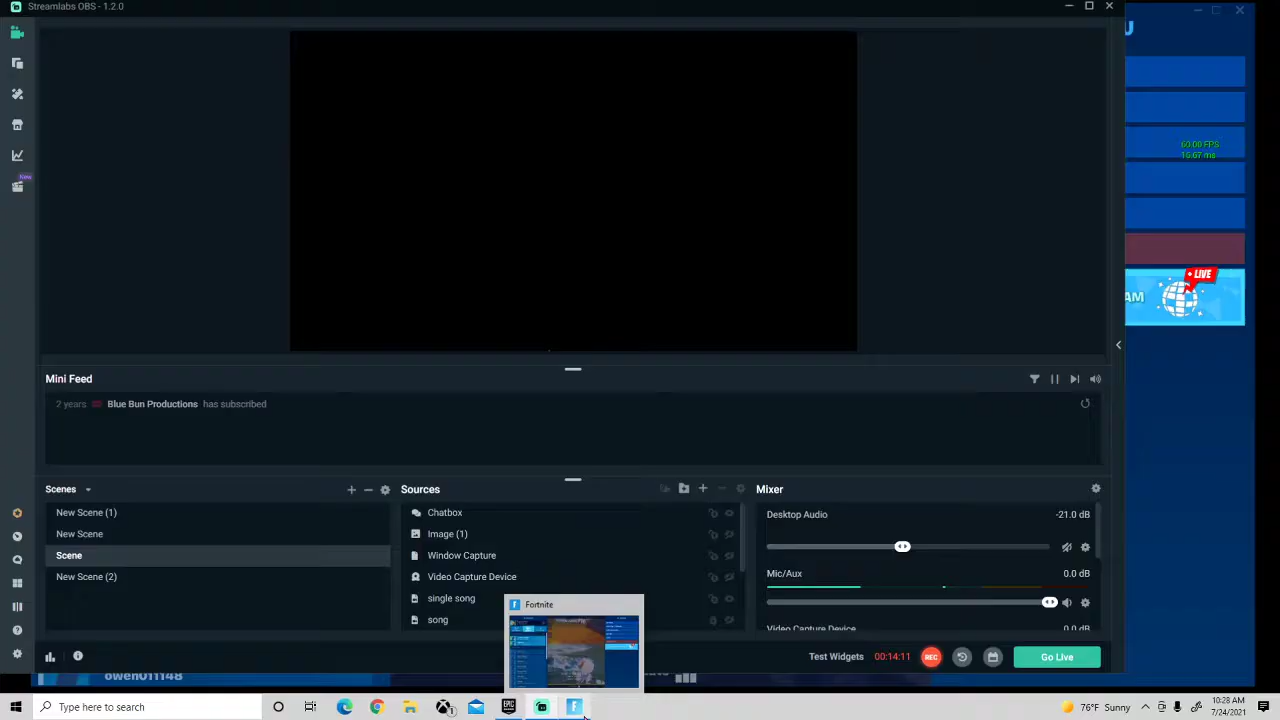 Streamlabs OBS - 1.2.0
60.00 FPS
16.67 ms
New
LIVE
AM
Mini Feed
2 years Blue Bun Productions has subscribed
Scenes
New Scene (1)
New Scene
Scene
New Scene (2)
Sources
Chatbox
Image (1)
Window Capture
Video Capture Device
single song
song
Mixer
Desktop Audio -21.0 dB
Mic/Aux 0.0 dB
Video Capture Device
Fortnite
Test Widgets 00:14:11 REC Go Live
owen011148
Type here to search
EPIC
76°F Sunny
10:28 AM
7/24/2021